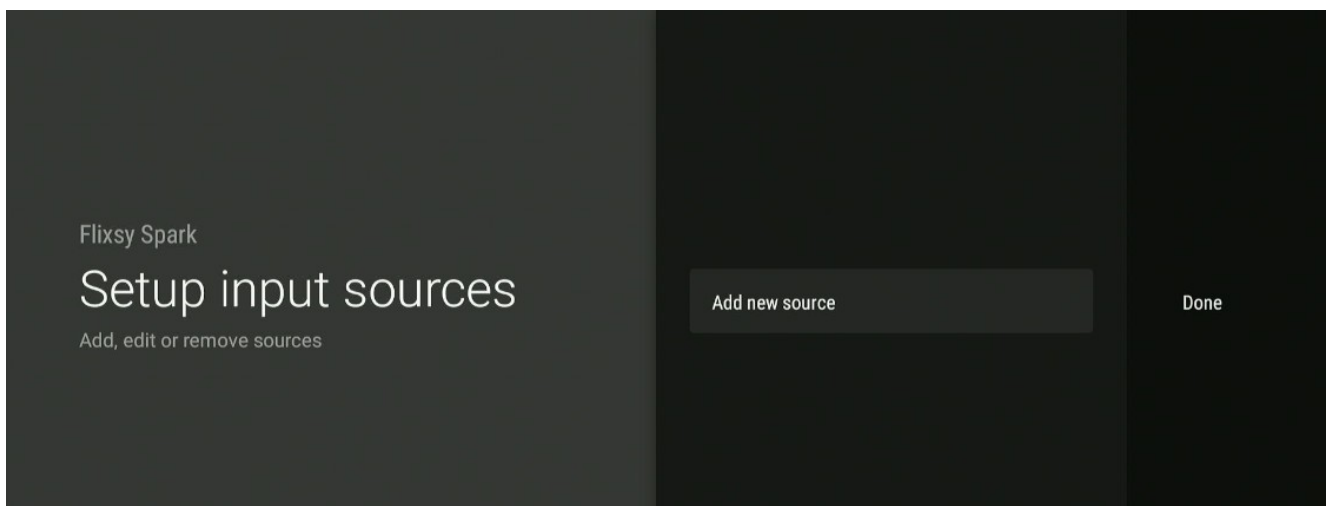 Flixsy Spark
Setup input sources
Add, edit or remove sources
Add new source
Done